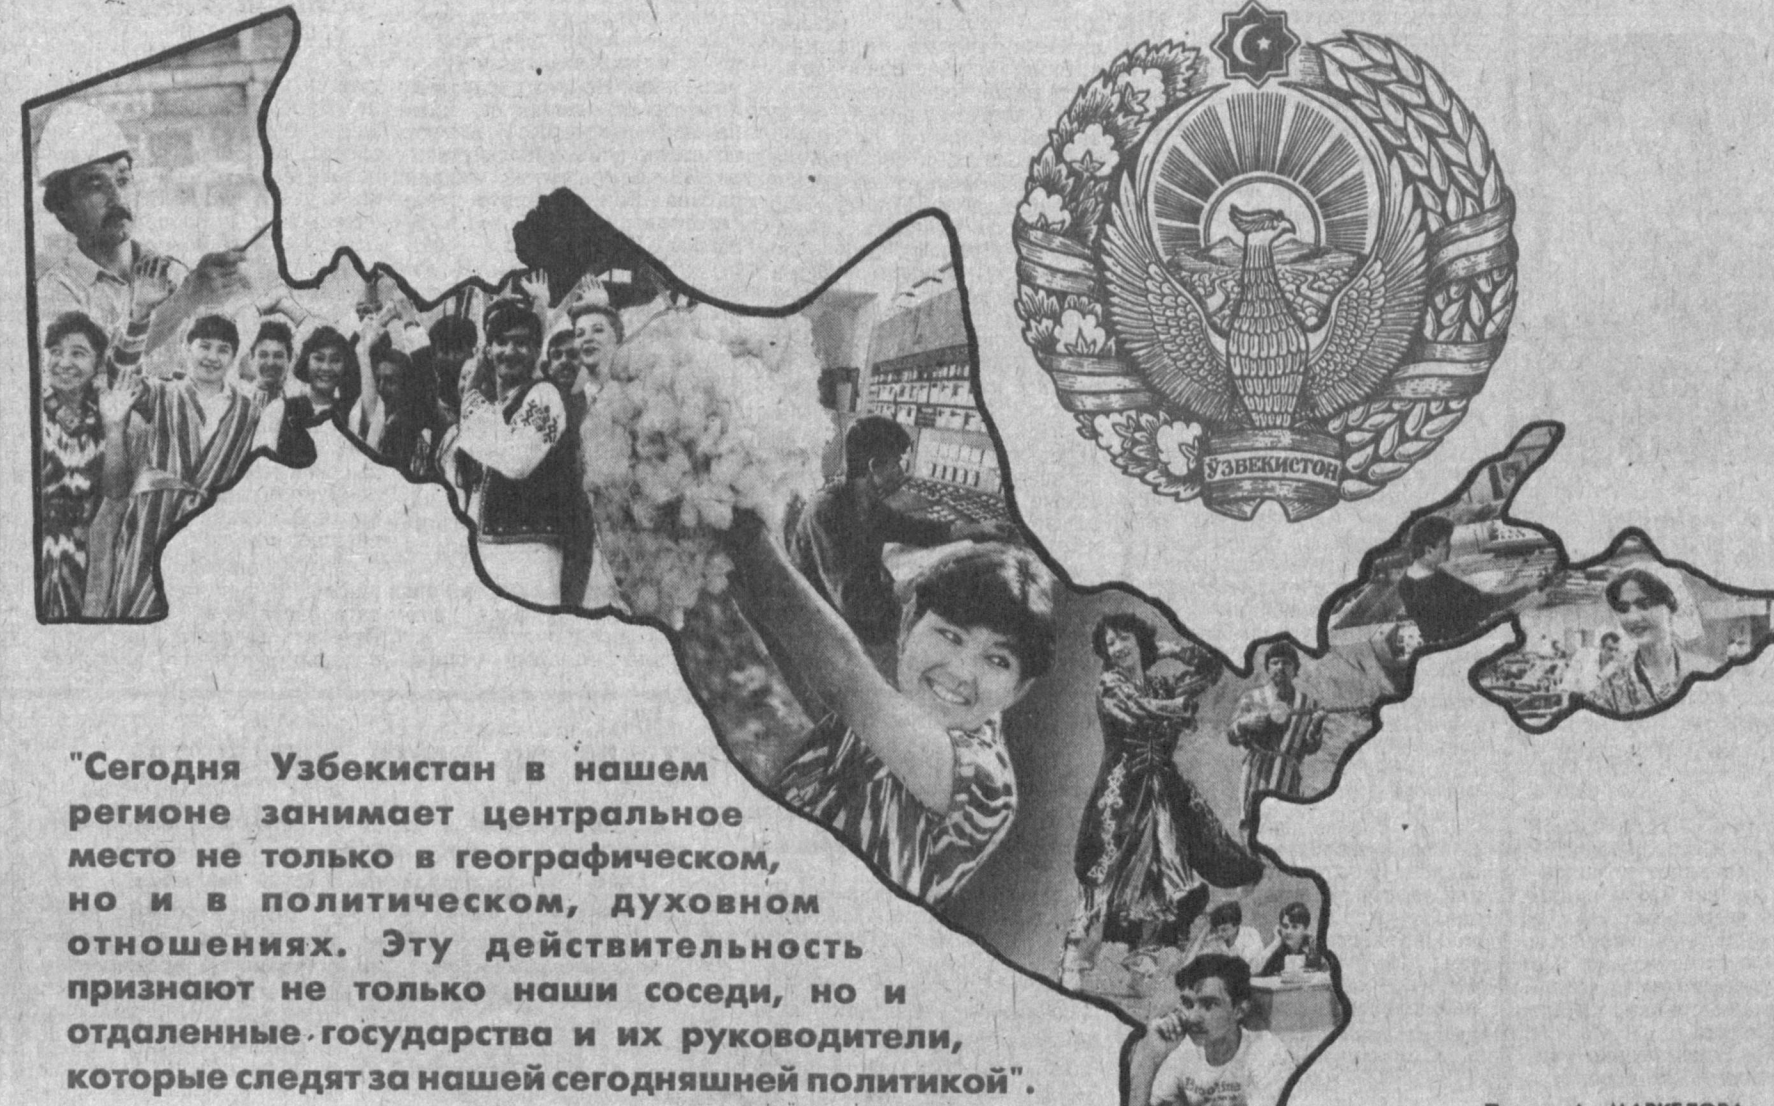 ЎЗБЕКИСТОН
"Сегодня Узбекистан в нашем
регионе занимает центральное
место не только в географическом,
но и в политическом, духовном
отношениях. Эту действительность
признают не только наши соседи, но и
отдаленные государства и их руководители,
которые следят за нашей сегодняшней политикой".